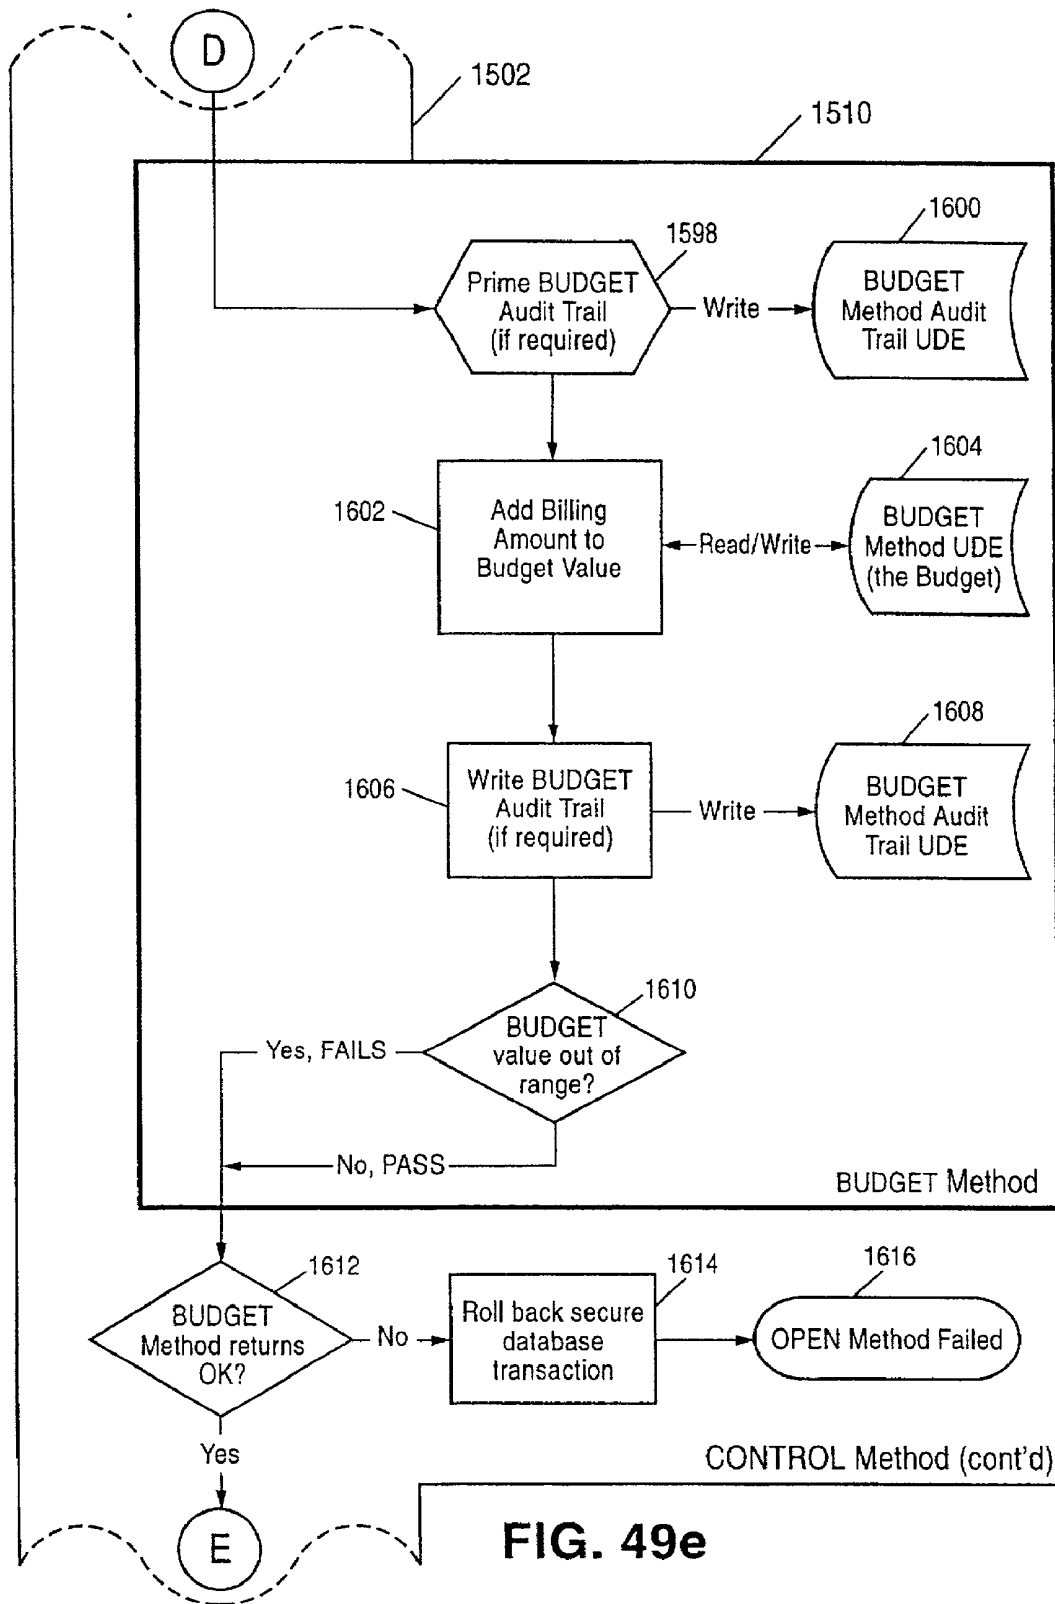 D
1502
1510
1600
1598
Prime BUDGET
Audit Trail
(if required)
Write
BUDGET
Method Audit
Trail UDE
1604
1602
Add Billing
Amount to
Budget Value
Read/Write
BUDGET
Method UDE
(the Budget)
1608
1606
Write BUDGET
Audit Trail
(if required)
Write
BUDGET
Method Audit
Trail UDE
1610
BUDGET
value out of
range?
Yes, FAILS
No, PASS
BUDGET Method
1612
BUDGET
Method returns
OK?
No
1614
Roll back secure
database
transaction
1616
OPEN Method Failed
Yes
CONTROL Method (cont'd)
E
FIG. 49e